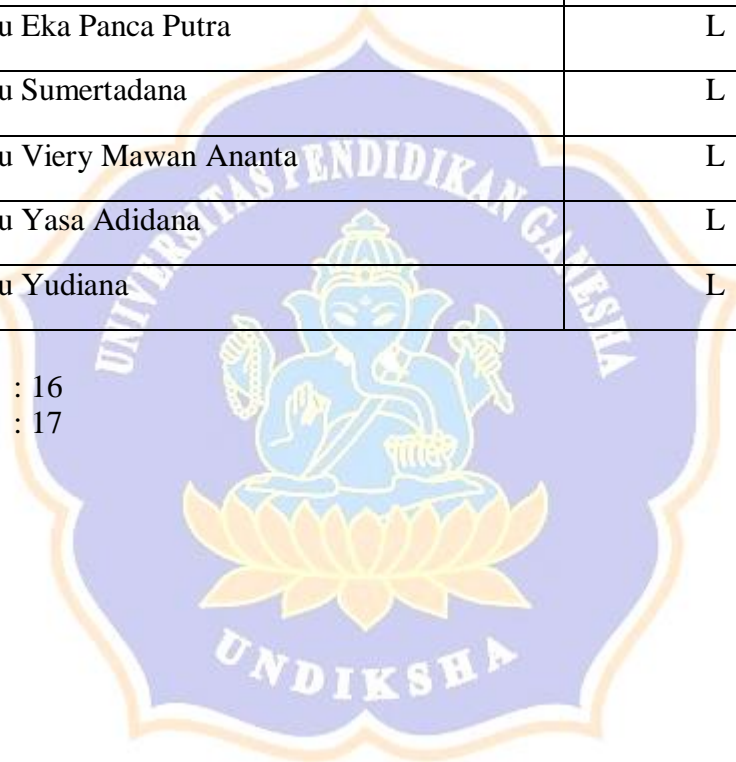 u Eka Panca Putra L
u Sumertadana L
u Viery Mawan Ananta L
u Yasa Adidana L
u Yudiana L
: 16
: 17
UNIVERSITAS PENDIDIKAN GANESHA
UNDIKSHA